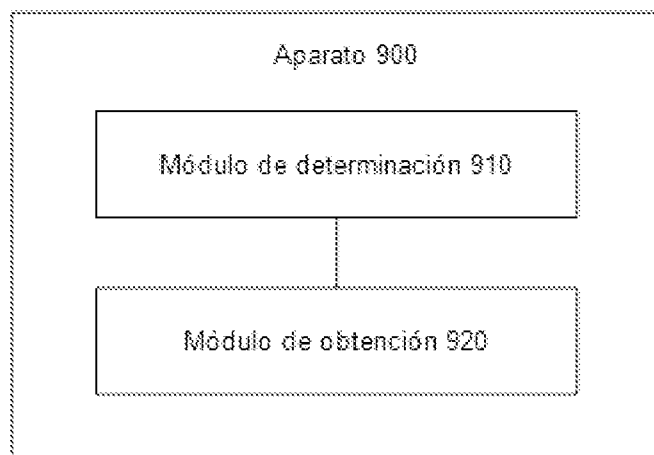 Aparato 900
Módulo de determinación 910
Módulo de obtención 920